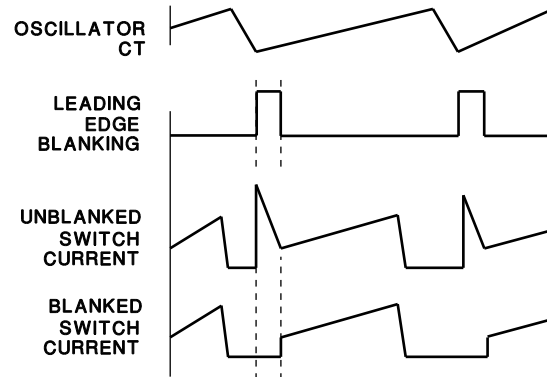 OSCILLATOR
CT
LEADING
EDGE
BLANKING
UNBLANKED
SWITCH
CURRENT
BLANKED
SWITCH
CURRENT